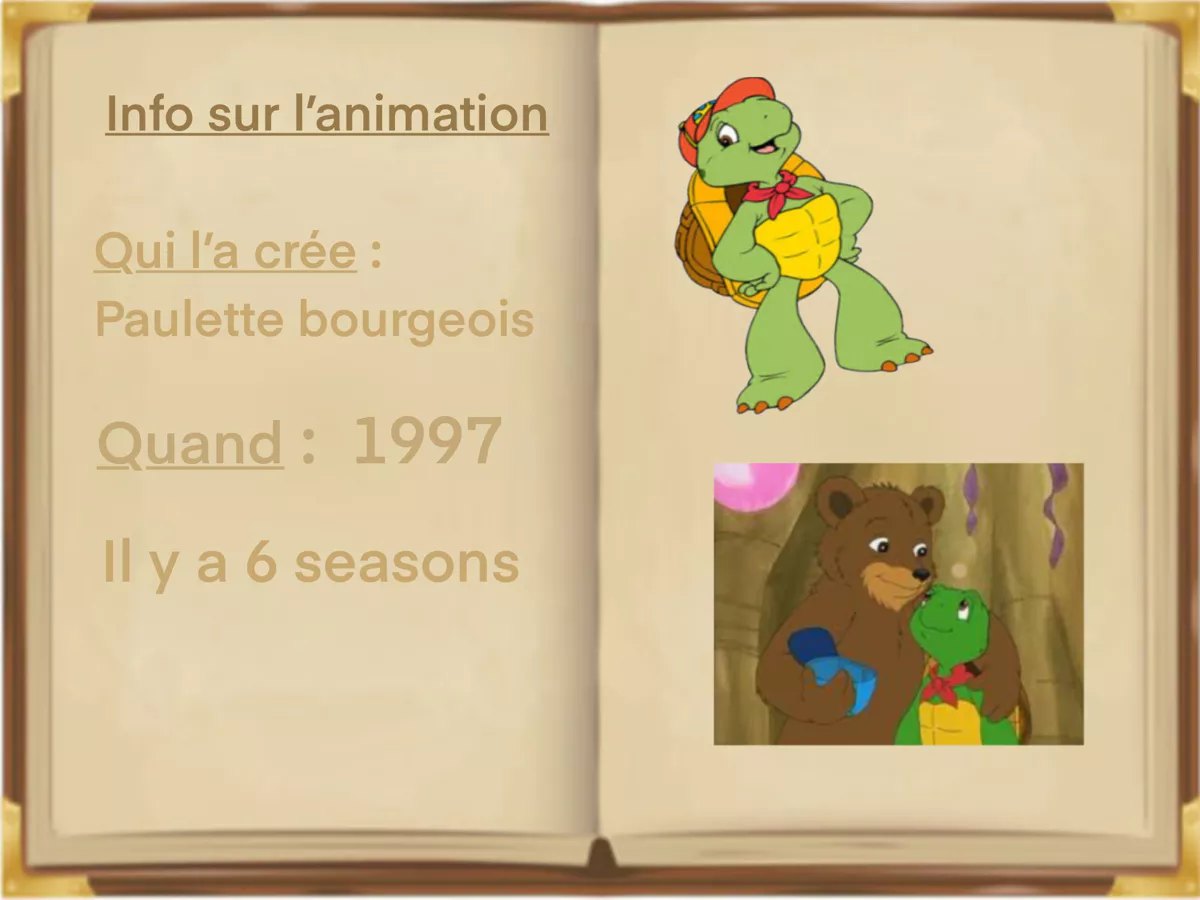 Info sur l’animation
Qui l’a crée :
Paulette bourgeois
Quand : 1997
Il y a 6 seasons